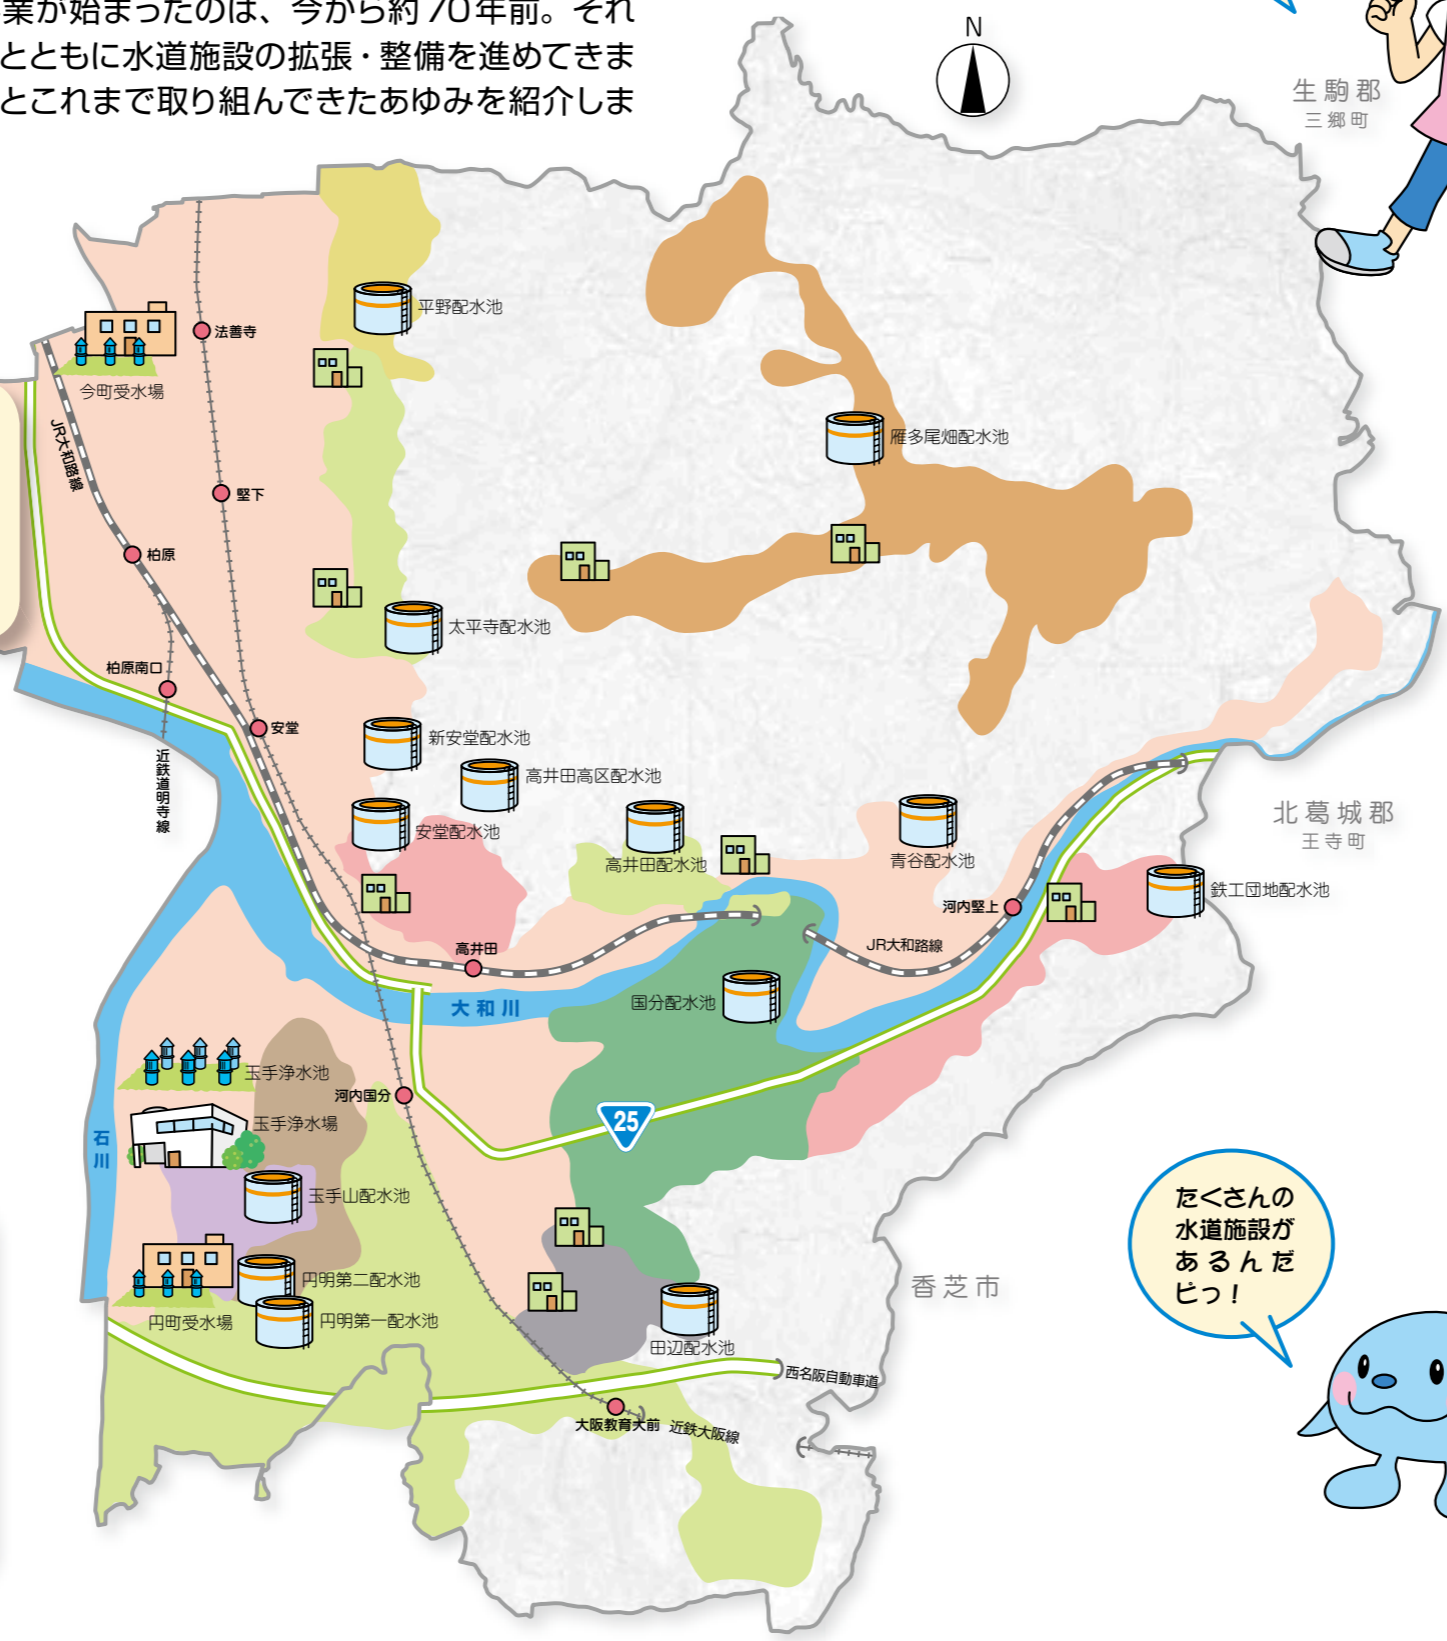 業が始まったのは、今から約70年前。それ
とともに水道施設の拡張・整備を進めてきま
とこれまで取り組んできたあゆみを紹介しま
N
生駒郡
三郷町
平野配水池
法善寺
今町受水場
JR大和路線
雁多尾畑配水池
堅下
柏原
太平寺配水池
柏原南口
安堂
新安堂配水池
近鉄道明寺線
高井田高区配水池
安堂配水池
高井田配水池
青谷配水池
北葛城郡
王寺町
鉄工団地配水池
河内堅上
高井田
JR大和路線
大和川
国分配水池
玉手浄水池
河内国分
玉手浄水場
25
石川
玉手山配水池
たくさんの
水道施設が
あるんだ
ピっ！
円明第二配水池
香芝市
円町受水場
円明第一配水池
田辺配水池
西名阪自動車道
大阪教育大前
近鉄大阪線